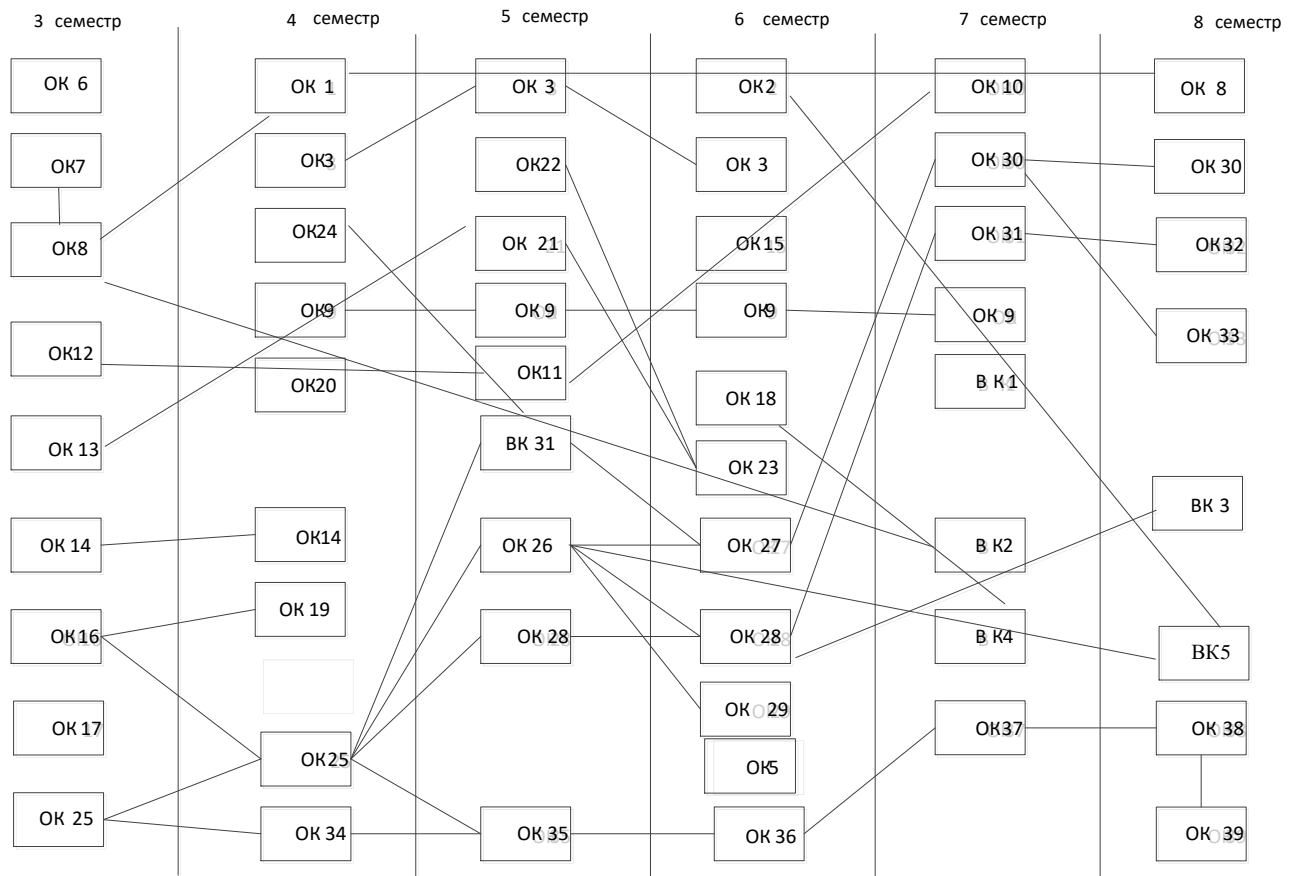 3 семестр
4 семестр
5 семестр
6 семестр
7 семестр
8 семестр
ОК 6
ОК 1
ОК 3
ОК2
ОК 10
ОК 8
ОК7
ОК3
ОК22
ОК 3
ОК 30
ОК 30
ОК8
ОК24
ОК 21
ОК15
ОК 31
ОК32
ОК9
ОК 9
ОК9
ОК 9
ОК 33
ОК12
ОК20
ОК11
ОК 18
В К1
ОК 13
ВК 31
ОК 23
ВК 3
ОК 14
ОК14
ОК 26
ОК 27
В К2
ОК16
ОК 19
ОК 28
ОК 28
В К4
ВК5
ОК 17
ОК25
ОК 29
ОК5
ОК37
ОК 38
ОК 25
ОК 34
ОК 35
ОК 36
ОК 39